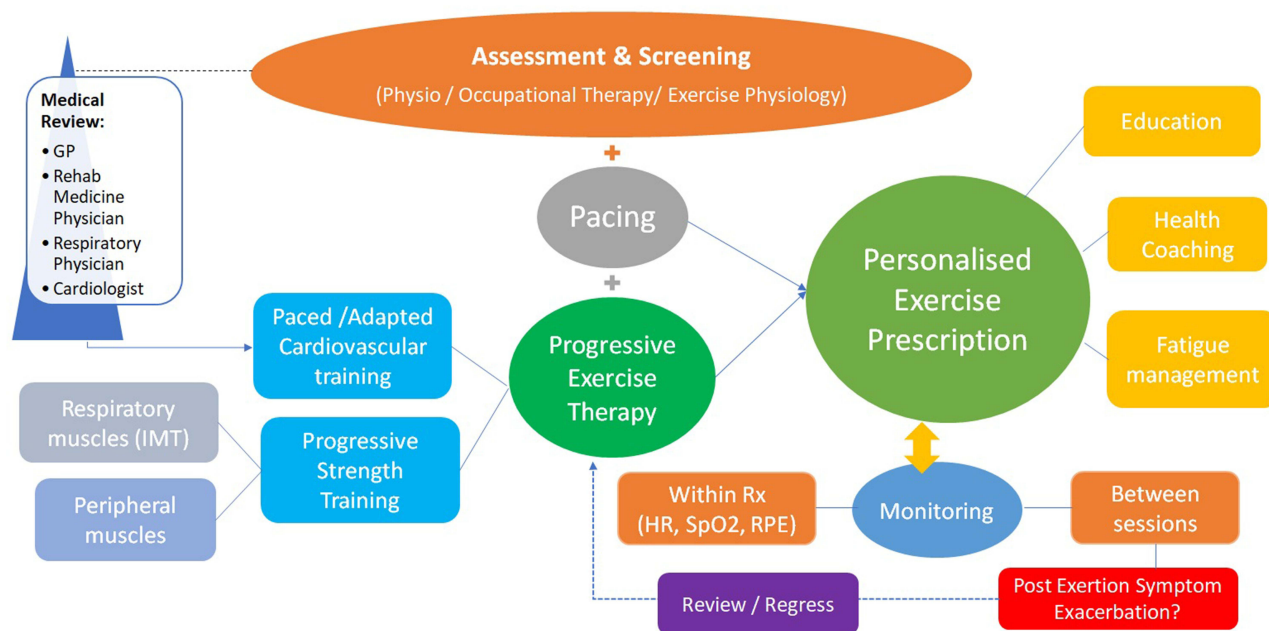 Assessment & Screening
(Physio / Occupational Therapy/ Exercise Physiology)
Medical
Review:
• GP
• Rehab
Medicine
Physician
• Respiratory
Physician
• Cardiologist
Pacing
Education
Health
Coaching
Fatigue
management
Personalised
Exercise
Prescription
Paced /Adapted
Cardiovascular
training
Progressive
Exercise
Therapy
Respiratory
muscles (IMT)
Progressive
Strength
Training
Peripheral
muscles
Within Rx
(HR, SpO2, RPE)
Monitoring
Between
sessions
Review / Regress
Post Exertion Symptom
Exacerbation?